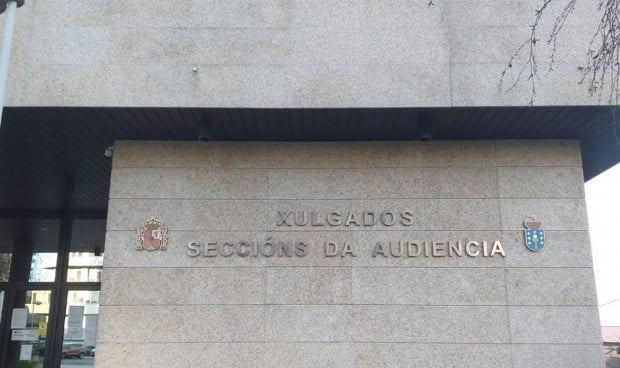 XULGADOS
SECCIÓNS DA AUDIENCIA